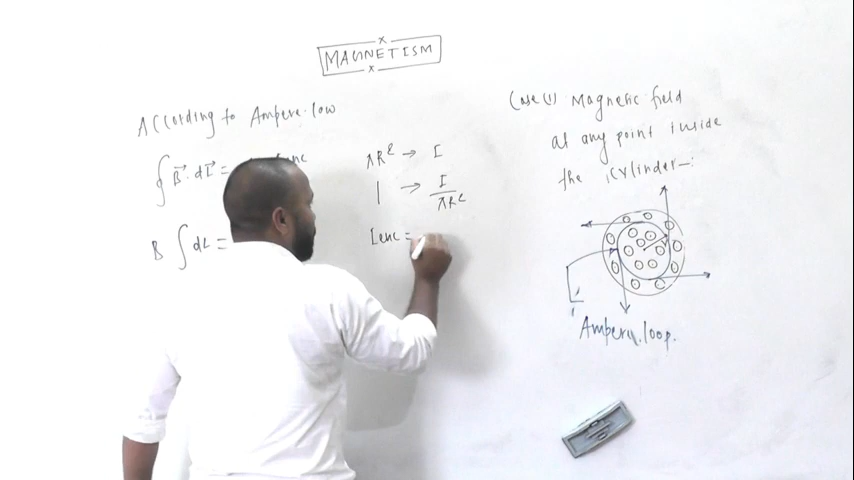 MAGNETISM
According to Ampere.low
∮ B⃗ . dl⃗ =
B ∫ dL =
πR² → I
1 → I/πR²
Ienc =
Case (1) Magnetic field
at any point inside
the cylinder-:
Ampere. loop.